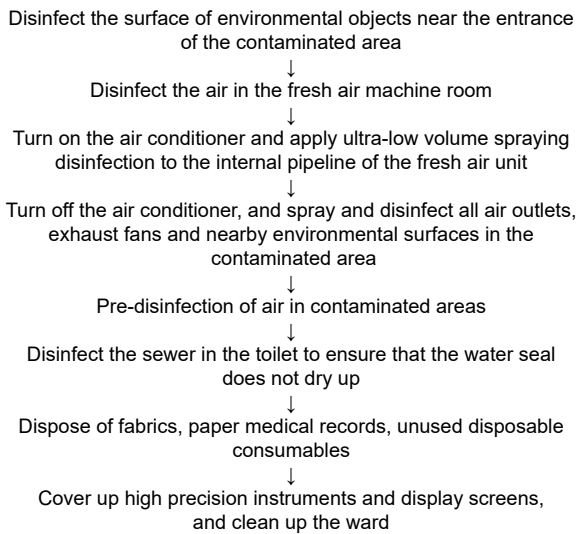 Disinfect the surface of environmental objects near the entrance
of the contaminated area
↓
Disinfect the air in the fresh air machine room
↓
Turn on the air conditioner and apply ultra-low volume spraying
disinfection to the internal pipeline of the fresh air unit
↓
Turn off the air conditioner, and spray and disinfect all air outlets,
exhaust fans and nearby environmental surfaces in the
contaminated area
↓
Pre-disinfection of air in contaminated areas
↓
Disinfect the sewer in the toilet to ensure that the water seal
does not dry up
↓
Dispose of fabrics, paper medical records, unused disposable
consumables
↓
Cover up high precision instruments and display screens,
and clean up the ward